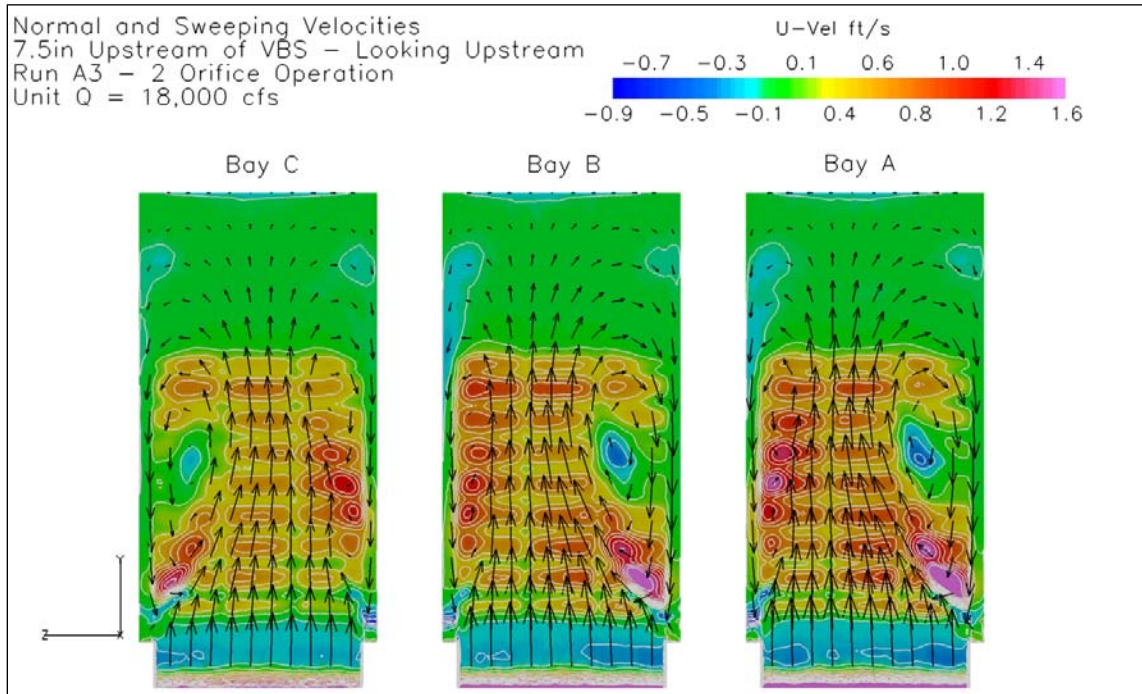 Normal and Sweeping Velocities
7.5in Upstream of VBS - Looking Upstream
Run A3 - 2 Orifice Operation
Unit Q = 18,000 cfs
U-Vel ft/s
-0.7 -0.3 0.1 0.6 1.0 1.4
-0.9 -0.5 -0.1 0.4 0.8 1.2 1.6
Bay C Bay B Bay A
Y
Z X